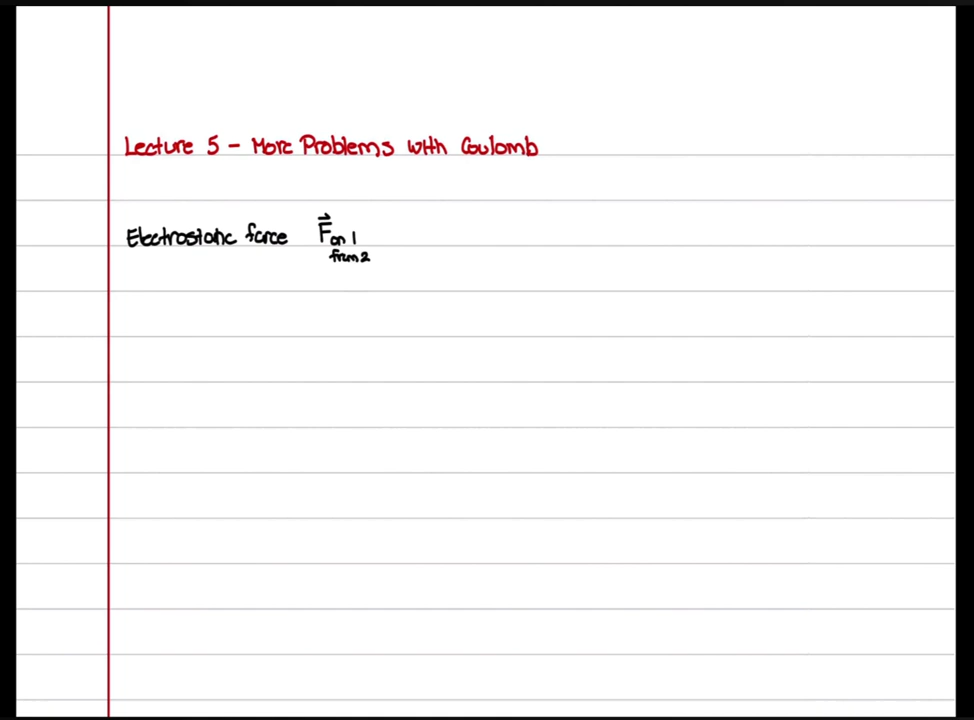 Lecture 5 - More Problems with Coulomb
Electrostatic force F⃗ on 1
from 2